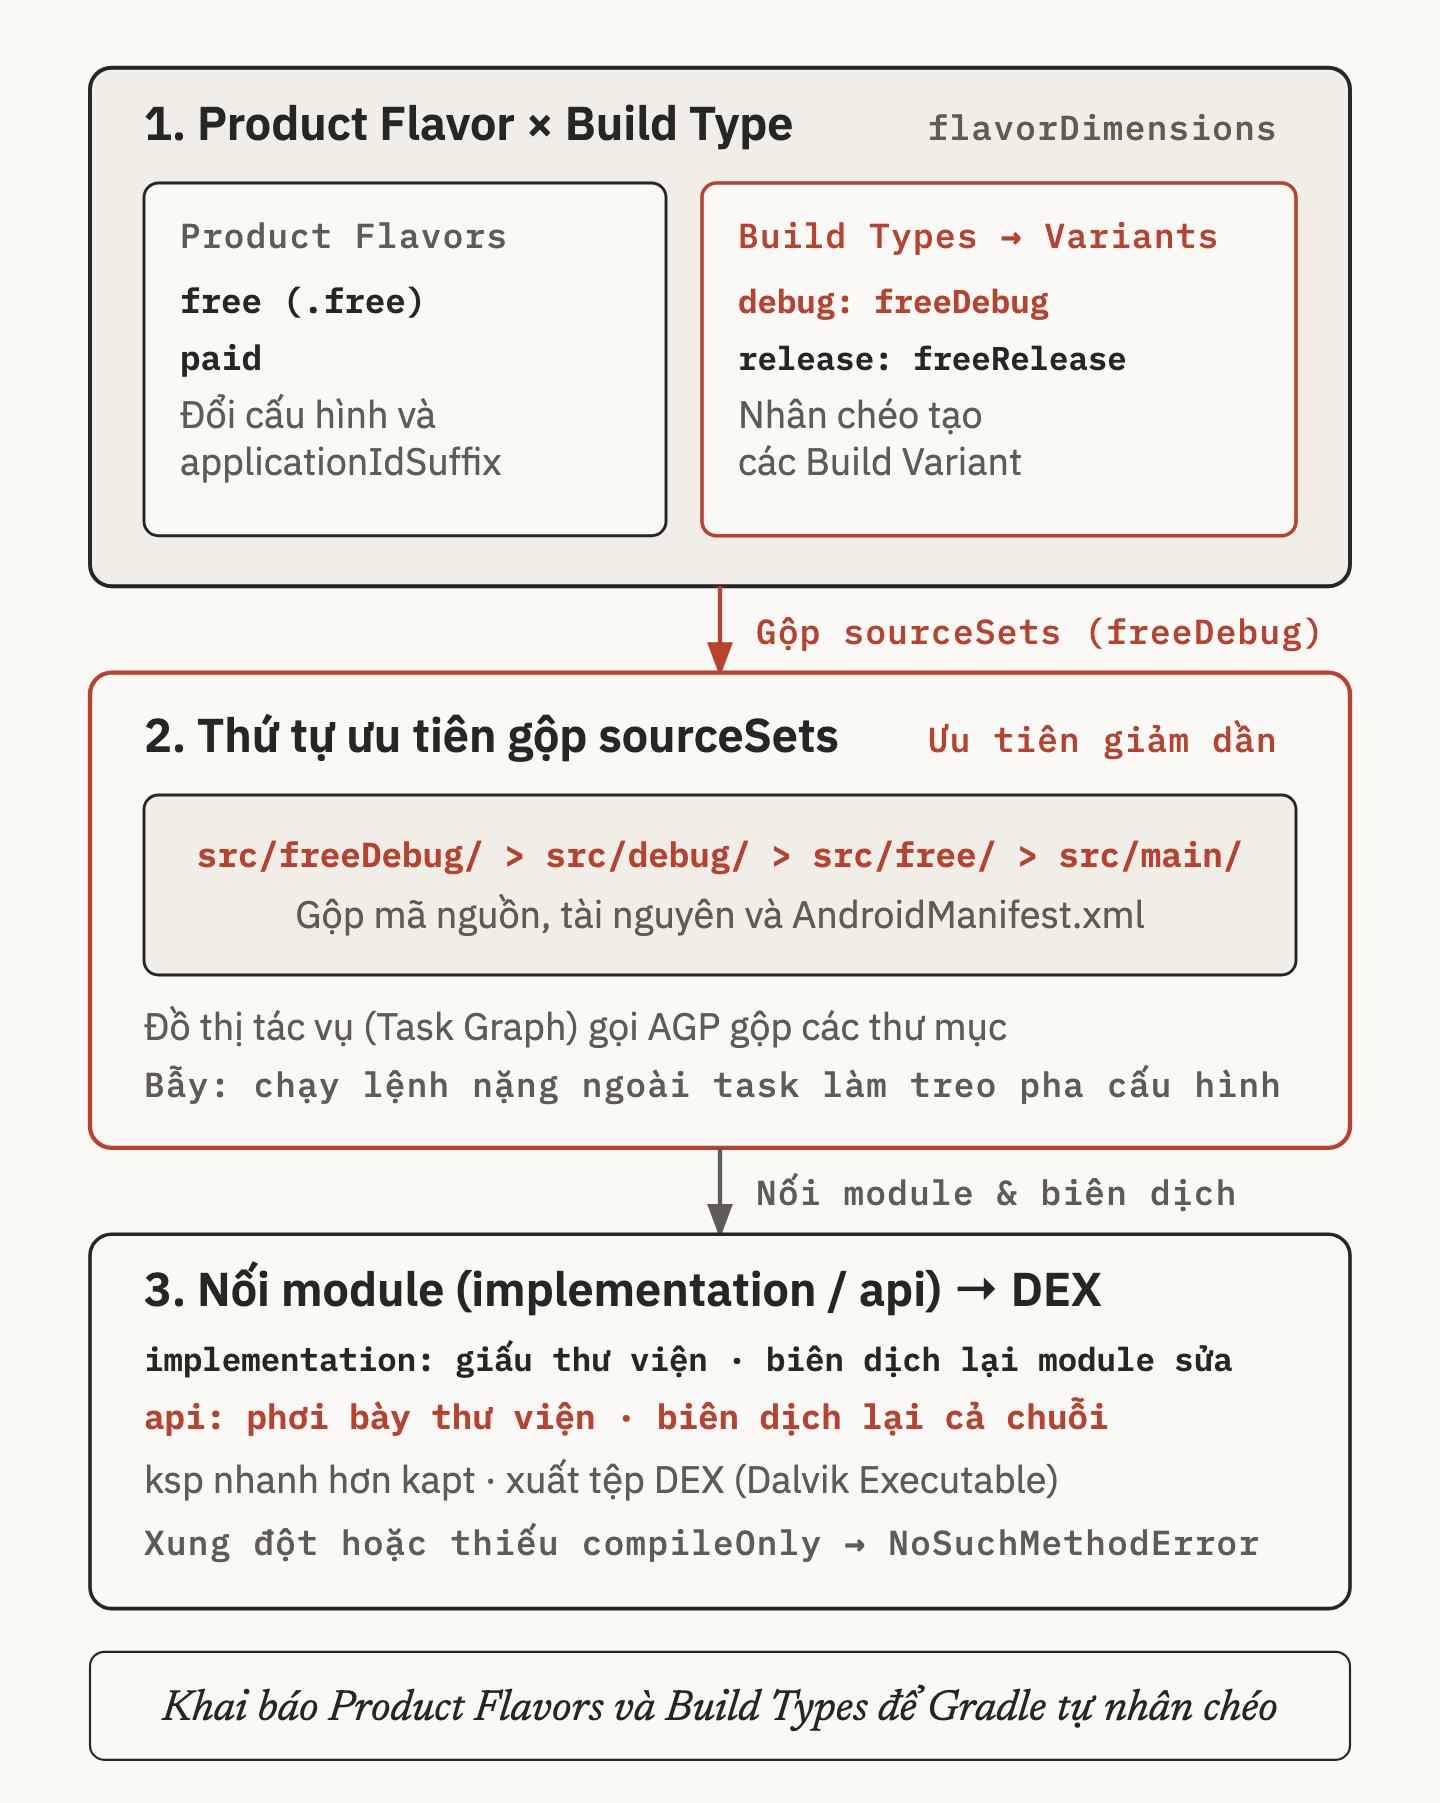 1. Product Flavor × Build Type
flavorDimensions
Product Flavors
free (.free)
paid
Đổi cấu hình và
applicationIdSuffix
Build Types → Variants
debug: freeDebug
release: freeRelease
Nhân chéo tạo
các Build Variant
Gộp sourceSets (freeDebug)
2. Thứ tự ưu tiên gộp sourceSets
Ưu tiên giảm dần
src/freeDebug/ > src/debug/ > src/free/ > src/main/
Gộp mã nguồn, tài nguyên và AndroidManifest.xml
Đồ thị tác vụ (Task Graph) gọi AGP gộp các thư mục
Bẫy: chạy lệnh nặng ngoài task làm treo pha cấu hình
Nối module & biên dịch
3. Nối module (implementation / api) → DEX
implementation: giấu thư viện · biên dịch lại module sửa
api: phơi bày thư viện · biên dịch lại cả chuỗi
ksp nhanh hơn kapt · xuất tệp DEX (Dalvik Executable)
Xung đột hoặc thiếu compileOnly → NoSuchMethodError
Khai báo Product Flavors và Build Types để Gradle tự nhân chéo